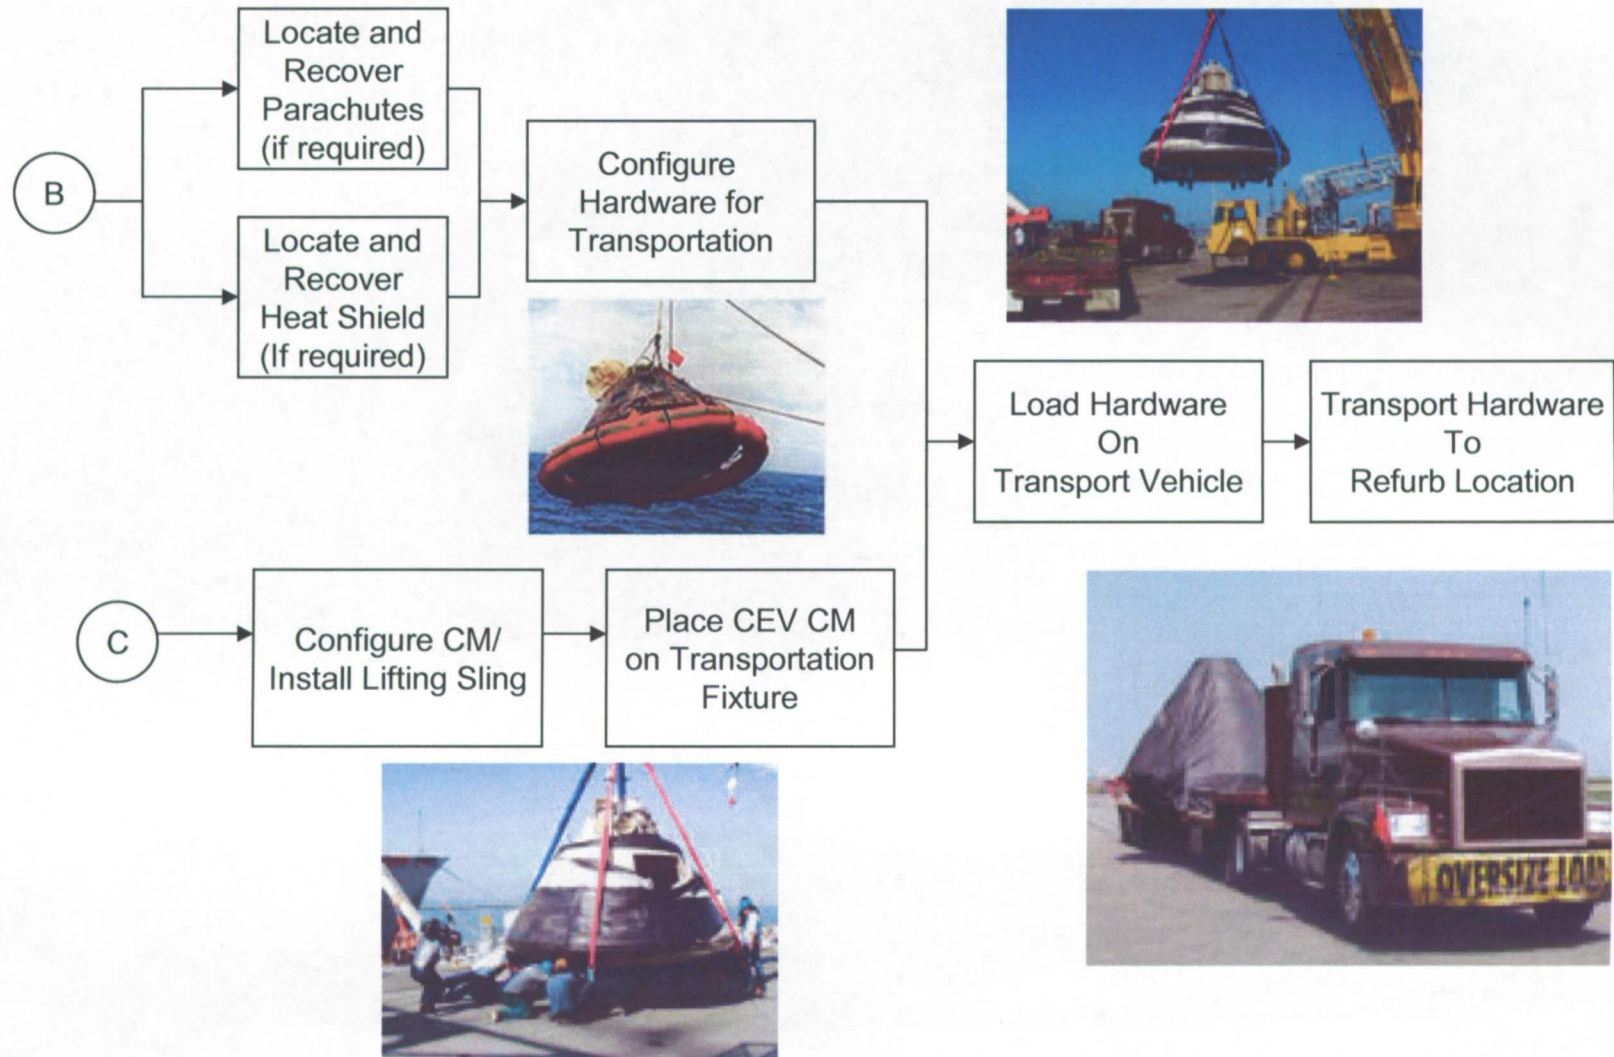 Locate and
Recover
Parachutes
(if required)
B
Locate and
Recover
Heat Shield
(If required)
Configure
Hardware for
Transportation
C
Configure CM/
Install Lifting Sling
Place CEV CM
on Transportation
Fixture
Load Hardware
On
Transport Vehicle
Transport Hardware
To
Refurb Location
OVERSIZE LOAD